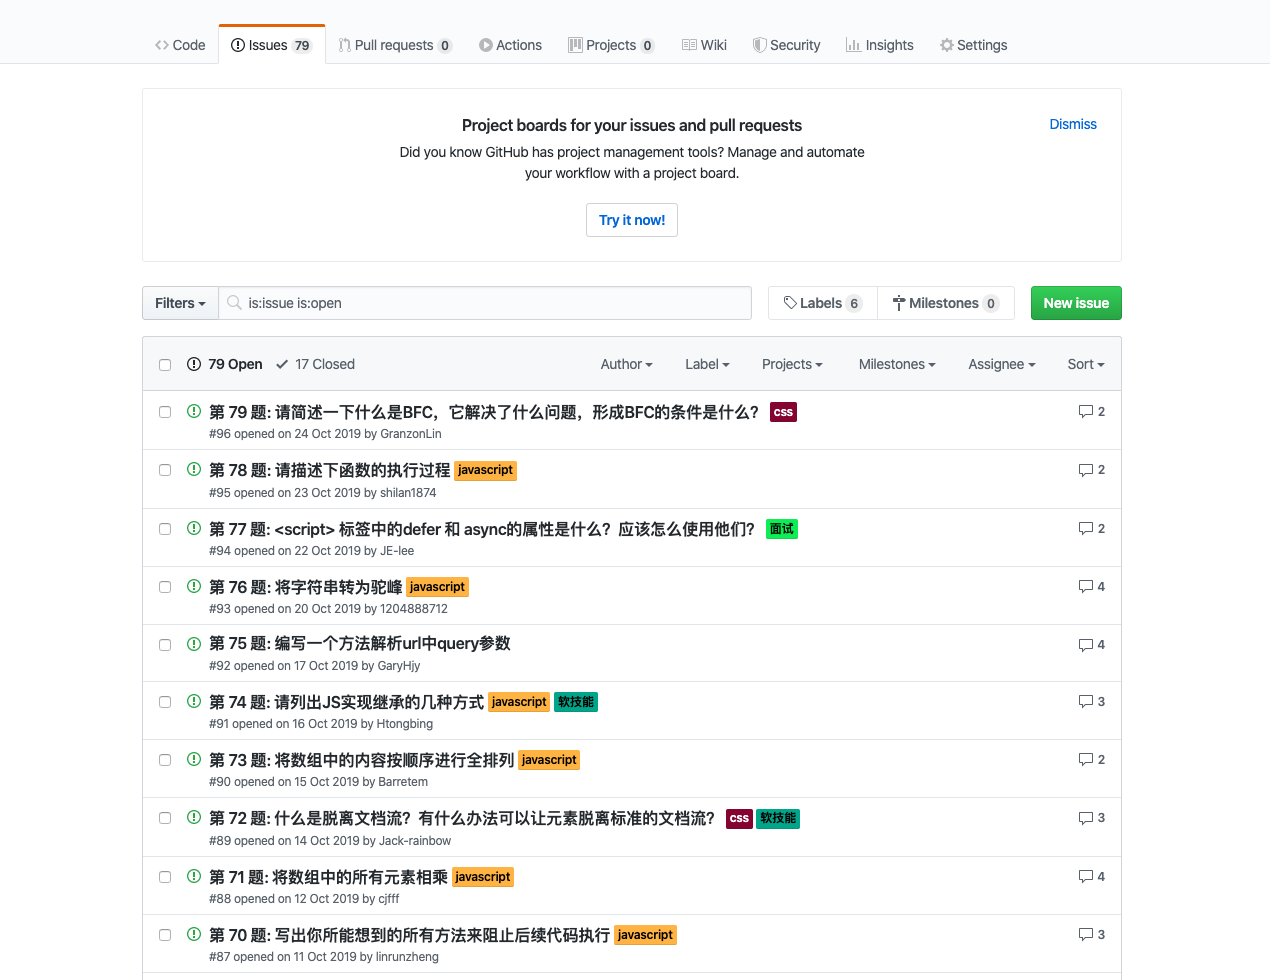 Code Issues 79 Pull requests 0 Actions Projects 0 Wiki Security Insights Settings
Project boards for your issues and pull requests
Dismiss
Did you know GitHub has project management tools? Manage and automate
your workflow with a project board.
Try it now!
Filters is:issue is:open Labels 6 Milestones 0 New issue
79 Open 17 Closed Author Label Projects Milestones Assignee Sort
第 79 题: 请简述一下什么是BFC，它解决了什么问题，形成BFC的条件是什么？ css 2
#96 opened on 24 Oct 2019 by GranzonLin
第 78 题: 请描述下函数的执行过程 javascript 2
#95 opened on 23 Oct 2019 by shilan1874
第 77 题: <script> 标签中的defer 和 async的属性是什么？应该怎么使用他们？ 面试 2
#94 opened on 22 Oct 2019 by JE-lee
第 76 题: 将字符串转为驼峰 javascript 4
#93 opened on 20 Oct 2019 by 1204888712
第 75 题: 编写一个方法解析url中query参数 4
#92 opened on 17 Oct 2019 by GaryHjy
第 74 题: 请列出JS实现继承的几种方式 javascript 软技能 3
#91 opened on 16 Oct 2019 by Htongbing
第 73 题: 将数组中的内容按顺序进行全排列 javascript 2
#90 opened on 15 Oct 2019 by Barretem
第 72 题: 什么是脱离文档流？有什么办法可以让元素脱离标准的文档流？ css 软技能 3
#89 opened on 14 Oct 2019 by Jack-rainbow
第 71 题: 将数组中的所有元素相乘 javascript 4
#88 opened on 12 Oct 2019 by cjfff
第 70 题: 写出你所能想到的所有方法来阻止后续代码执行 javascript 3
#87 opened on 11 Oct 2019 by linrunzheng